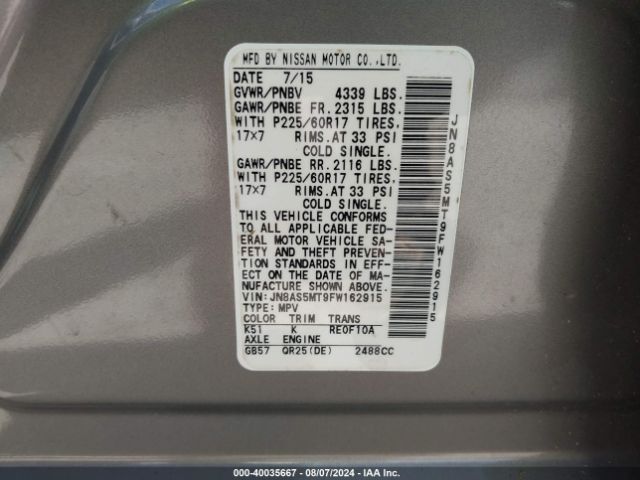 MFD BY NISSAN MOTOR CO.,LTD.
DATE 7/15
GVWR/PNBV 4339 LBS.
GAWR/PNBE FR. 2315 LBS.
WITH P225/60R17 TIRES.
17×7 RIMS.AT 33 PSI
COLD SINGLE.
GAWR/PNBE RR. 2116 LBS.
WITH P225/60R17 TIRES.
17×7 RIMS.AT 33 PSI
COLD SINGLE.
THIS VEHICLE CONFORMS
TO ALL APPLICABLE FED-
ERAL MOTOR VEHICLE SA-
FETY AND THEFT PREVEN-
TION STANDARDS IN EFF-
ECT ON THE DATE OF MA-
NUFACTURE SHOWN ABOVE.
VIN: JN8AS5MT9FW162915
TYPE: MPV
COLOR TRIM TRANS
K51 K RE0F10A
AXLE ENGINE
GB57 QR25(DE) 2488CC
JN8AS5MT9FW162915
000-40035667 - 08/07/2024 - IAA Inc.